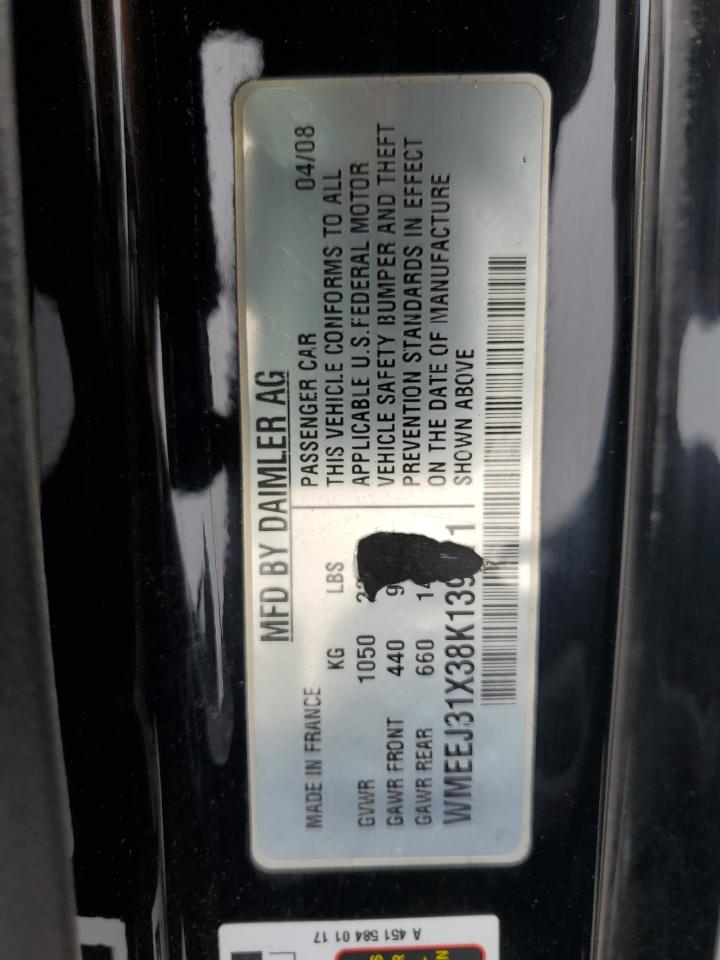 MFD BY DAIMLER AG
MADE IN FRANCE
KG LBS
GVWR 1050
GAWR FRONT 440
GAWR REAR 660
PASSENGER CAR 04/08
THIS VEHICLE CONFORMS TO ALL
APPLICABLE U.S.FEDERAL MOTOR
VEHICLE SAFETY BUMPER AND THEFT
PREVENTION STANDARDS IN EFFECT
ON THE DATE OF MANUFACTURE
SHOWN ABOVE
A 451 584 01 17